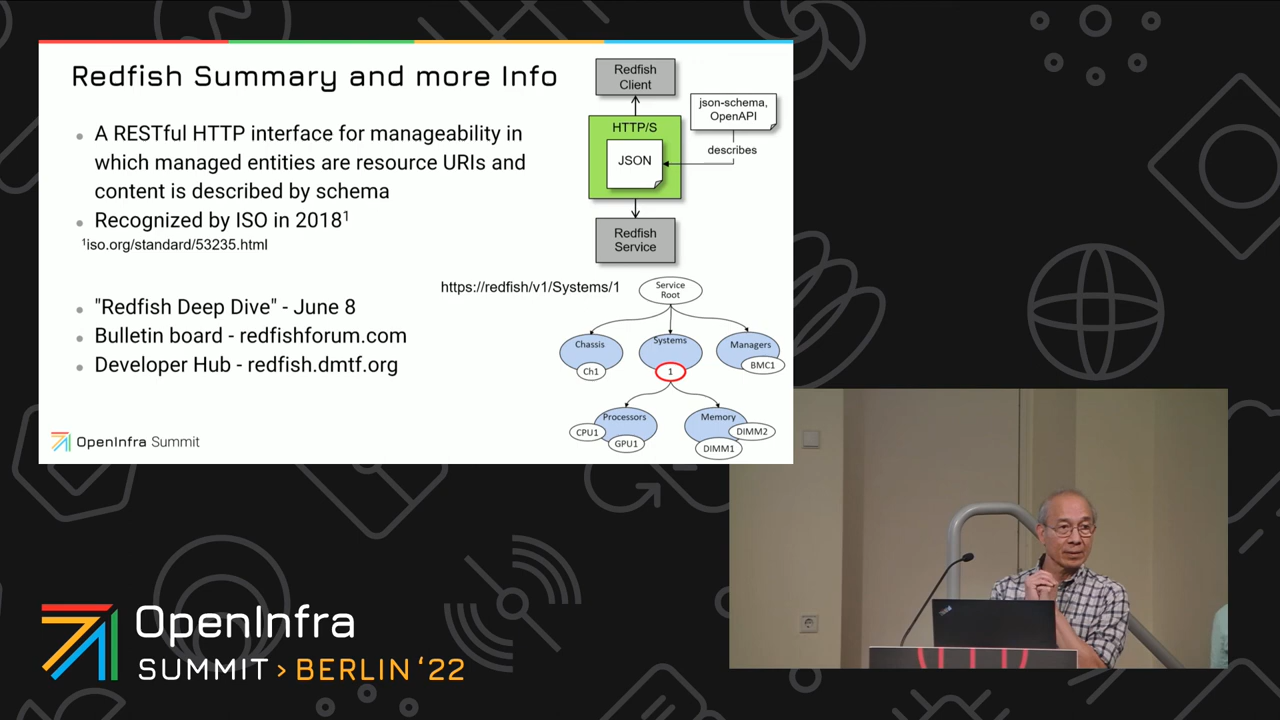 Redfish Summary and more Info
A RESTful HTTP interface for manageability in
which managed entities are resource URIs and
content is described by schema
Recognized by ISO in 2018¹
¹iso.org/standard/53235.html
"Redfish Deep Dive" - June 8
Bulletin board - redfishforum.com
Developer Hub - redfish.dmtf.org
OpenInfra Summit
Redfish
Client
HTTP/S
JSON
json-schema,
OpenAPI
describes
Redfish
Service
https://redfish/v1/Systems/1
Service
Root
Chassis
Ch1
Systems
1
Managers
BMC1
Processors
CPU1
GPU1
Memory
DIMM2
DIMM1
OpenInfra
SUMMIT > BERLIN ‘22